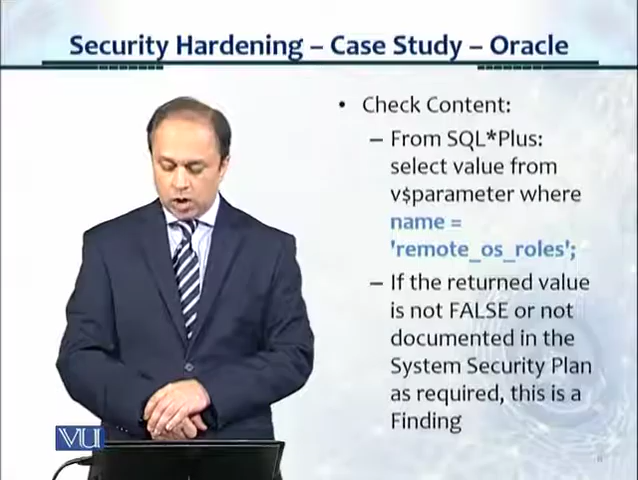 Security Hardening – Case Study – Oracle
• Check Content:
– From SQL*Plus:
select value from
v$parameter where
name =
'remote_os_roles';
– If the returned value
is not FALSE or not
documented in the
System Security Plan
as required, this is a
Finding
VU